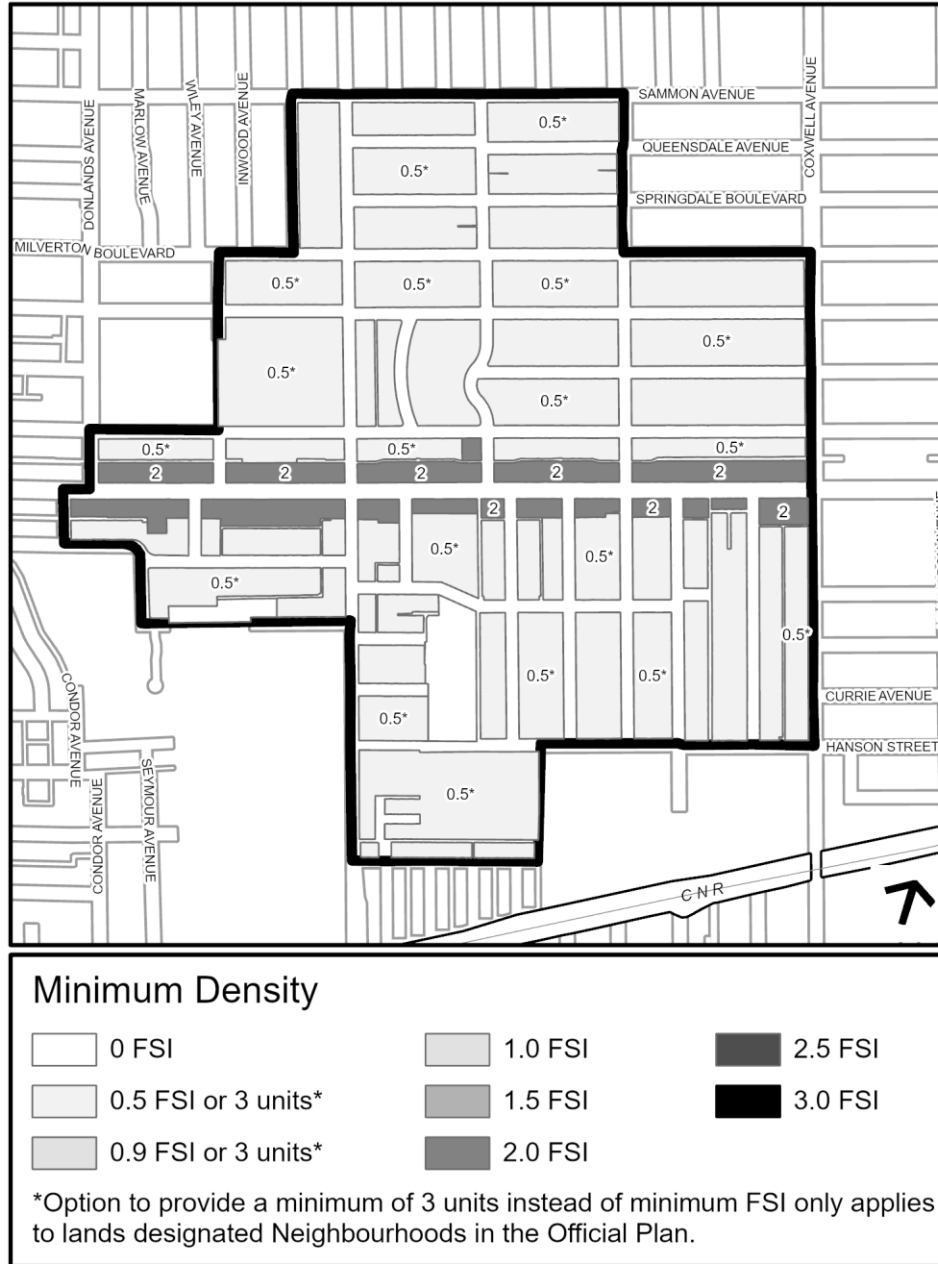 SAMMON AVENUE
QUEENSDALE AVENUE
SPRINGDALE BOULEVARD
COXWELL AVENUE
DONLANDS AVENUE
MARLOW AVENUE
WILEY AVENUE
INWOOD AVENUE
MILVERTON BOULEVARD
0.5*
0.5*
0.5*
0.5*
0.5*
0.5*
0.5*
0.5*
0.5*
0.5*
0.5*
2
2
2
2
2
2
2
2
0.5*
0.5*
0.5*
0.5*
0.5*
0.5*
0.5*
0.5*
0.5*
CONDOR AVENUE
CONDOR AVENUE
SEYMOUR AVENUE
CURRIE AVENUE
HANSON STREET
CNR
Minimum Density
0 FSI
1.0 FSI
2.5 FSI
0.5 FSI or 3 units*
1.5 FSI
3.0 FSI
0.9 FSI or 3 units*
2.0 FSI
*Option to provide a minimum of 3 units instead of minimum FSI only applies
to lands designated Neighbourhoods in the Official Plan.